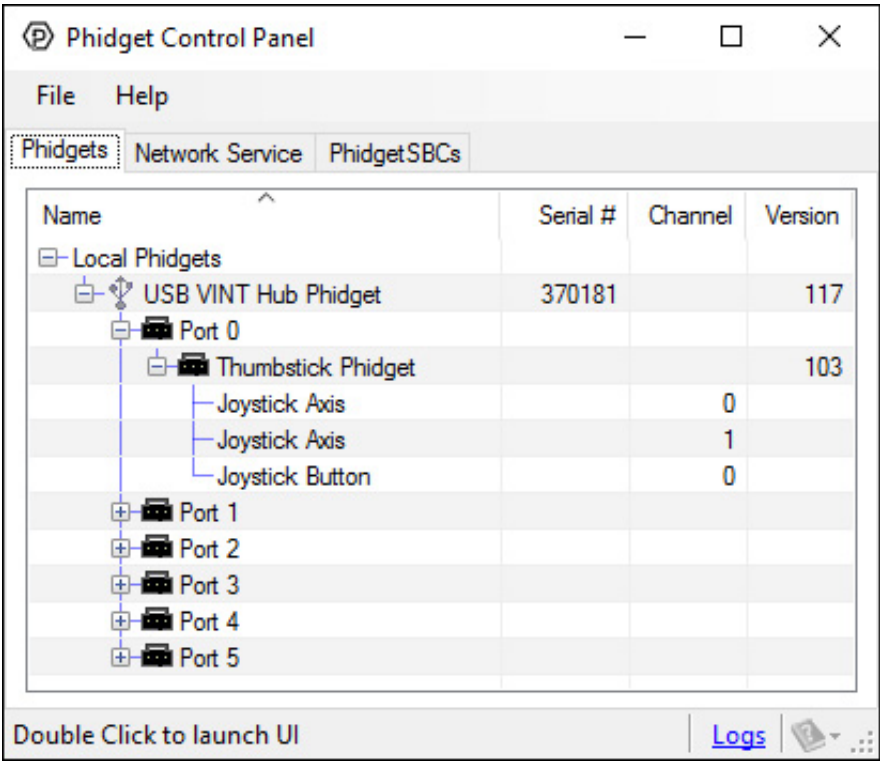 Phidget Control Panel
File Help
Phidgets Network Service PhidgetSBCs
Name Serial # Channel Version
Local Phidgets
USB VINT Hub Phidget 370181 117
Port 0
Thumbstick Phidget 103
Joystick Axis 0
Joystick Axis 1
Joystick Button 0
Port 1
Port 2
Port 3
Port 4
Port 5
Double Click to launch UI Logs